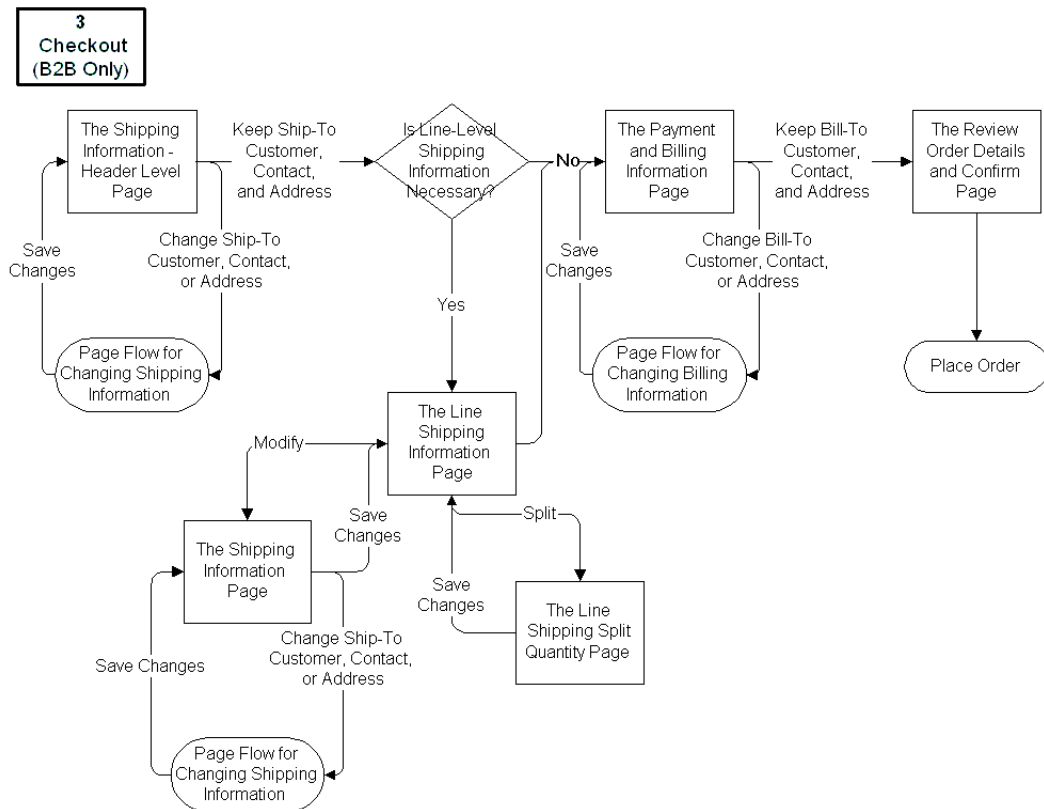 3
Checkout
(B2B Only)
The Shipping
Information -
Header Level
Page
Keep Ship-To
Customer,
Contact,
and Address
Is Line-Level
Shipping
Information
Necessary?
No
The Payment
and Billing
Information
Page
Keep Bill-To
Customer,
Contact,
and Address
The Review
Order Details
and Confirm
Page
Save
Changes
Change Ship-To
Customer, Contact,
or Address
Yes
Save
Changes
Change Bill-To
Customer, Contact,
or Address
Page Flow for
Changing Shipping
Information
Page Flow for
Changing Billing
Information
Place Order
The Line
Shipping
Information
Page
Modify
Save
Changes
Split
The Shipping
Information
Page
Save
Changes
The Line
Shipping Split
Quantity Page
Save Changes
Change Ship-To
Customer, Contact,
or Address
Page Flow for
Changing Shipping
Information